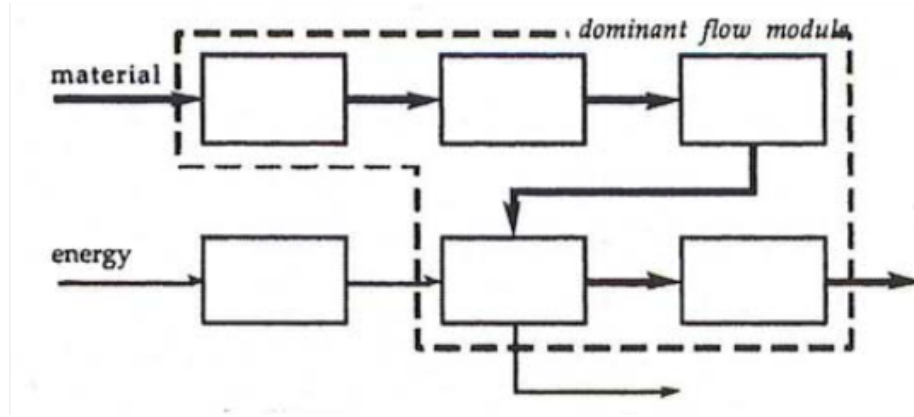 dominant flow module
material
energy